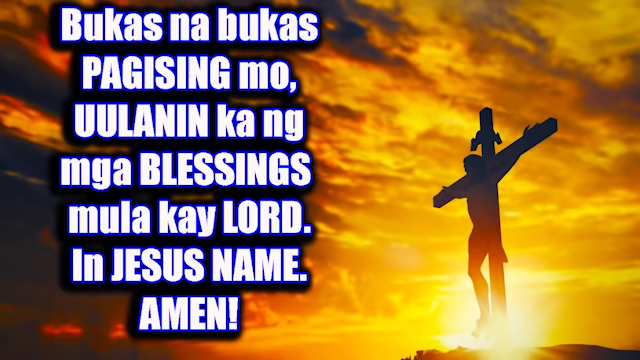 Bukas na bukas
PAGISING mo,
UULANIN ka ng
mga BLESSINGS
mula kay LORD.
In JESUS NAME.
AMEN!